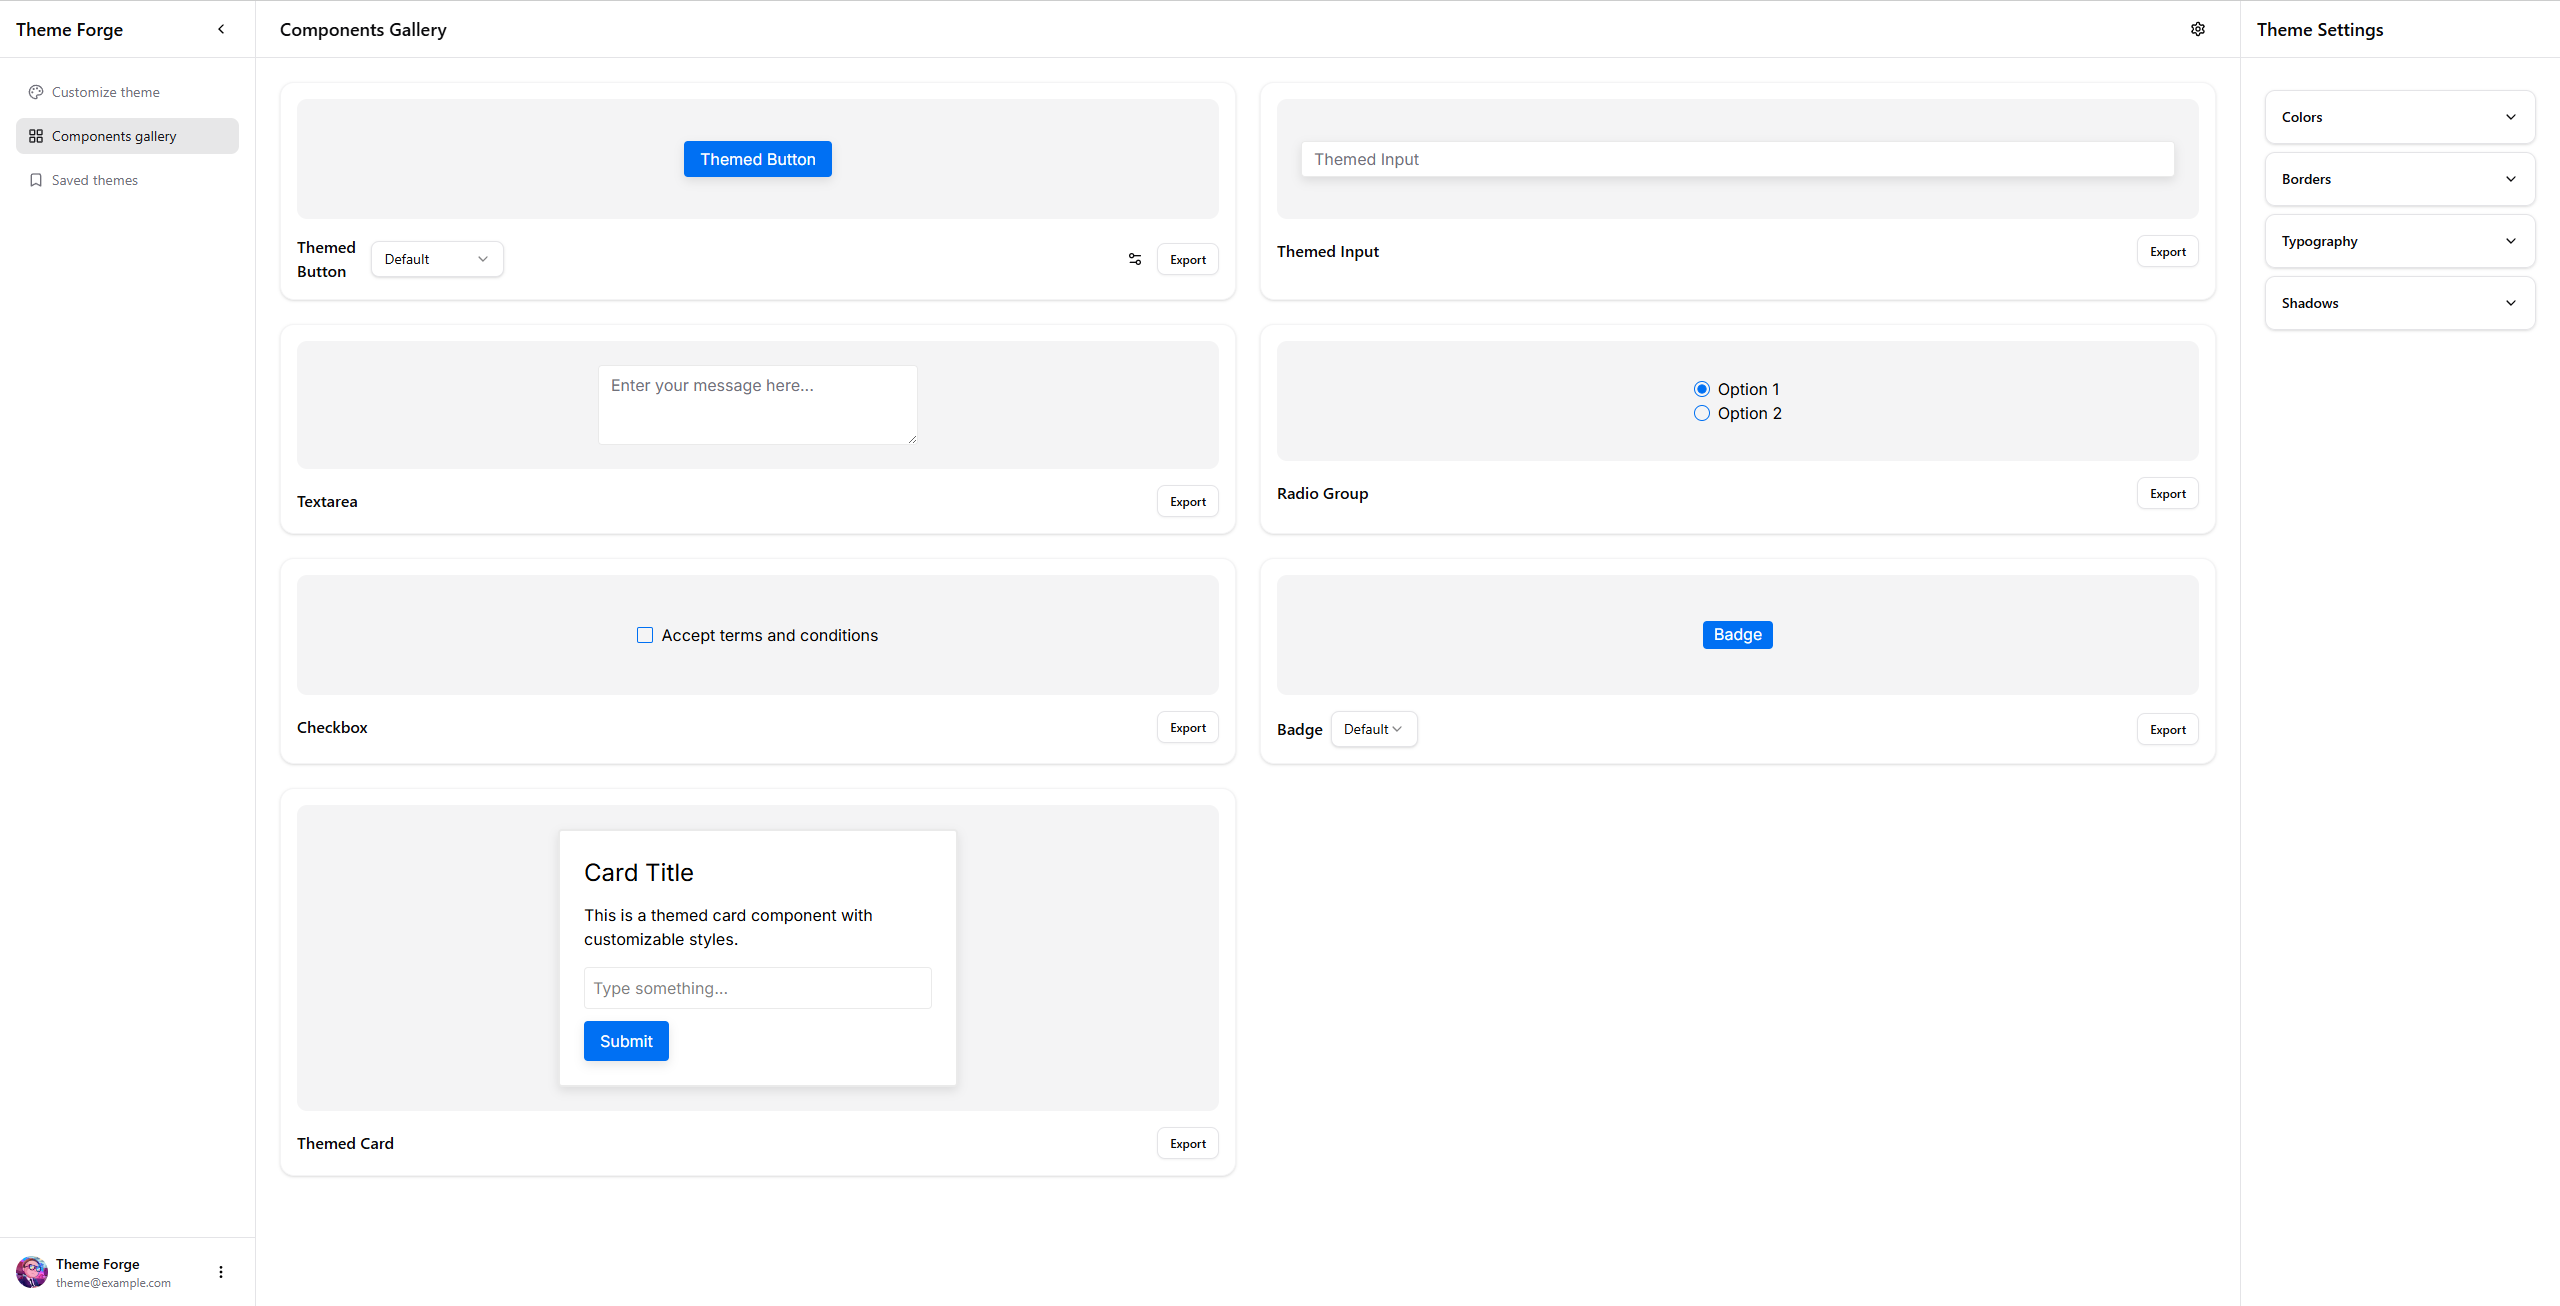 Theme Forge
Customize theme
Components gallery
Saved themes
Theme Forge
theme@example.com
Components Gallery
Themed Button
Themed
Button
Default
Export
Themed Input
Themed Input
Export
Enter your message here...
Textarea
Export
Option 1
Option 2
Radio Group
Export
Accept terms and conditions
Checkbox
Export
Badge
Badge
Default
Export
Card Title
This is a themed card component with
customizable styles.
Type something...
Submit
Themed Card
Export
Theme Settings
Colors
Borders
Typography
Shadows